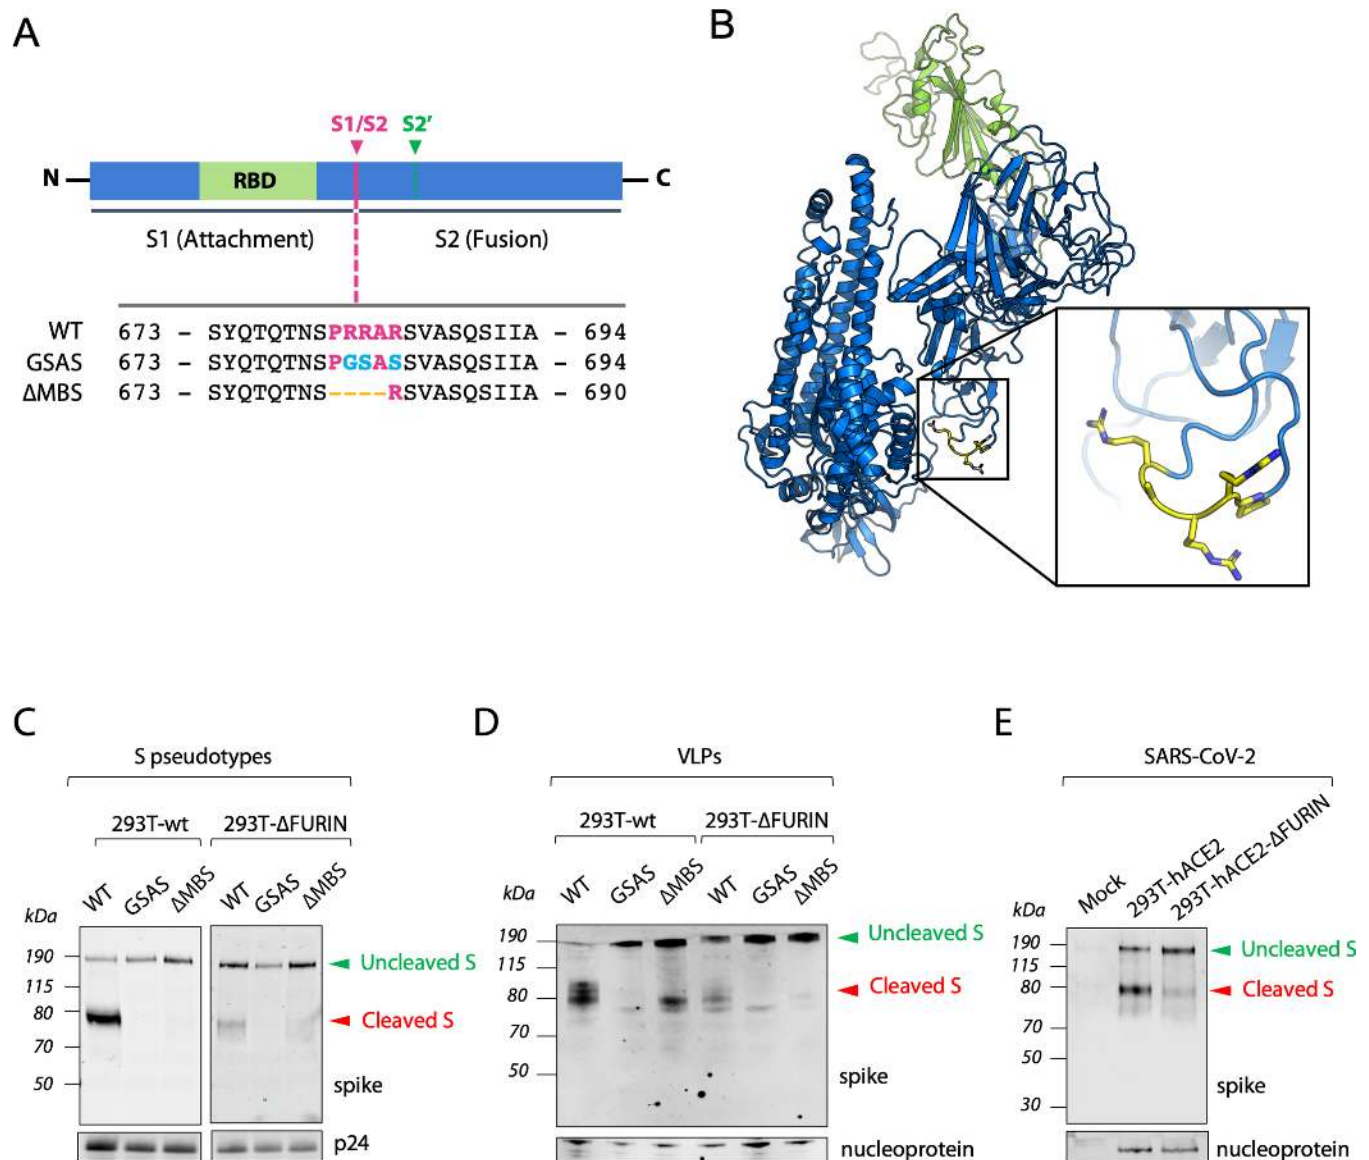 A
S1/S2 S2'
N RBD C
S1 (Attachment) S2 (Fusion)
WT 673 - SYQTQTNSPRRARSVASQSIIA - 694
GSAS 673 - SYQTQTNSPGSASSVASQSIIA - 694
ΔMBS 673 - SYQTQTNS----RSVASQSIIA - 690
B
C
S pseudotypes
293T-wt 293T-ΔFURIN
WT GSAS ΔMBS WT GSAS ΔMBS
kDa
190
115
80
70
50
Uncleaved S
Cleaved S
spike
p24
D
VLPs
293T-wt 293T-ΔFURIN
WT GSAS ΔMBS WT GSAS ΔMBS
kDa
190
115
80
70
50
Uncleaved S
Cleaved S
spike
nucleoprotein
E
SARS-CoV-2
Mock 293T-hACE2 293T-hACE2-ΔFURIN
kDa
190
115
80
70
50
30
Uncleaved S
Cleaved S
spike
nucleoprotein